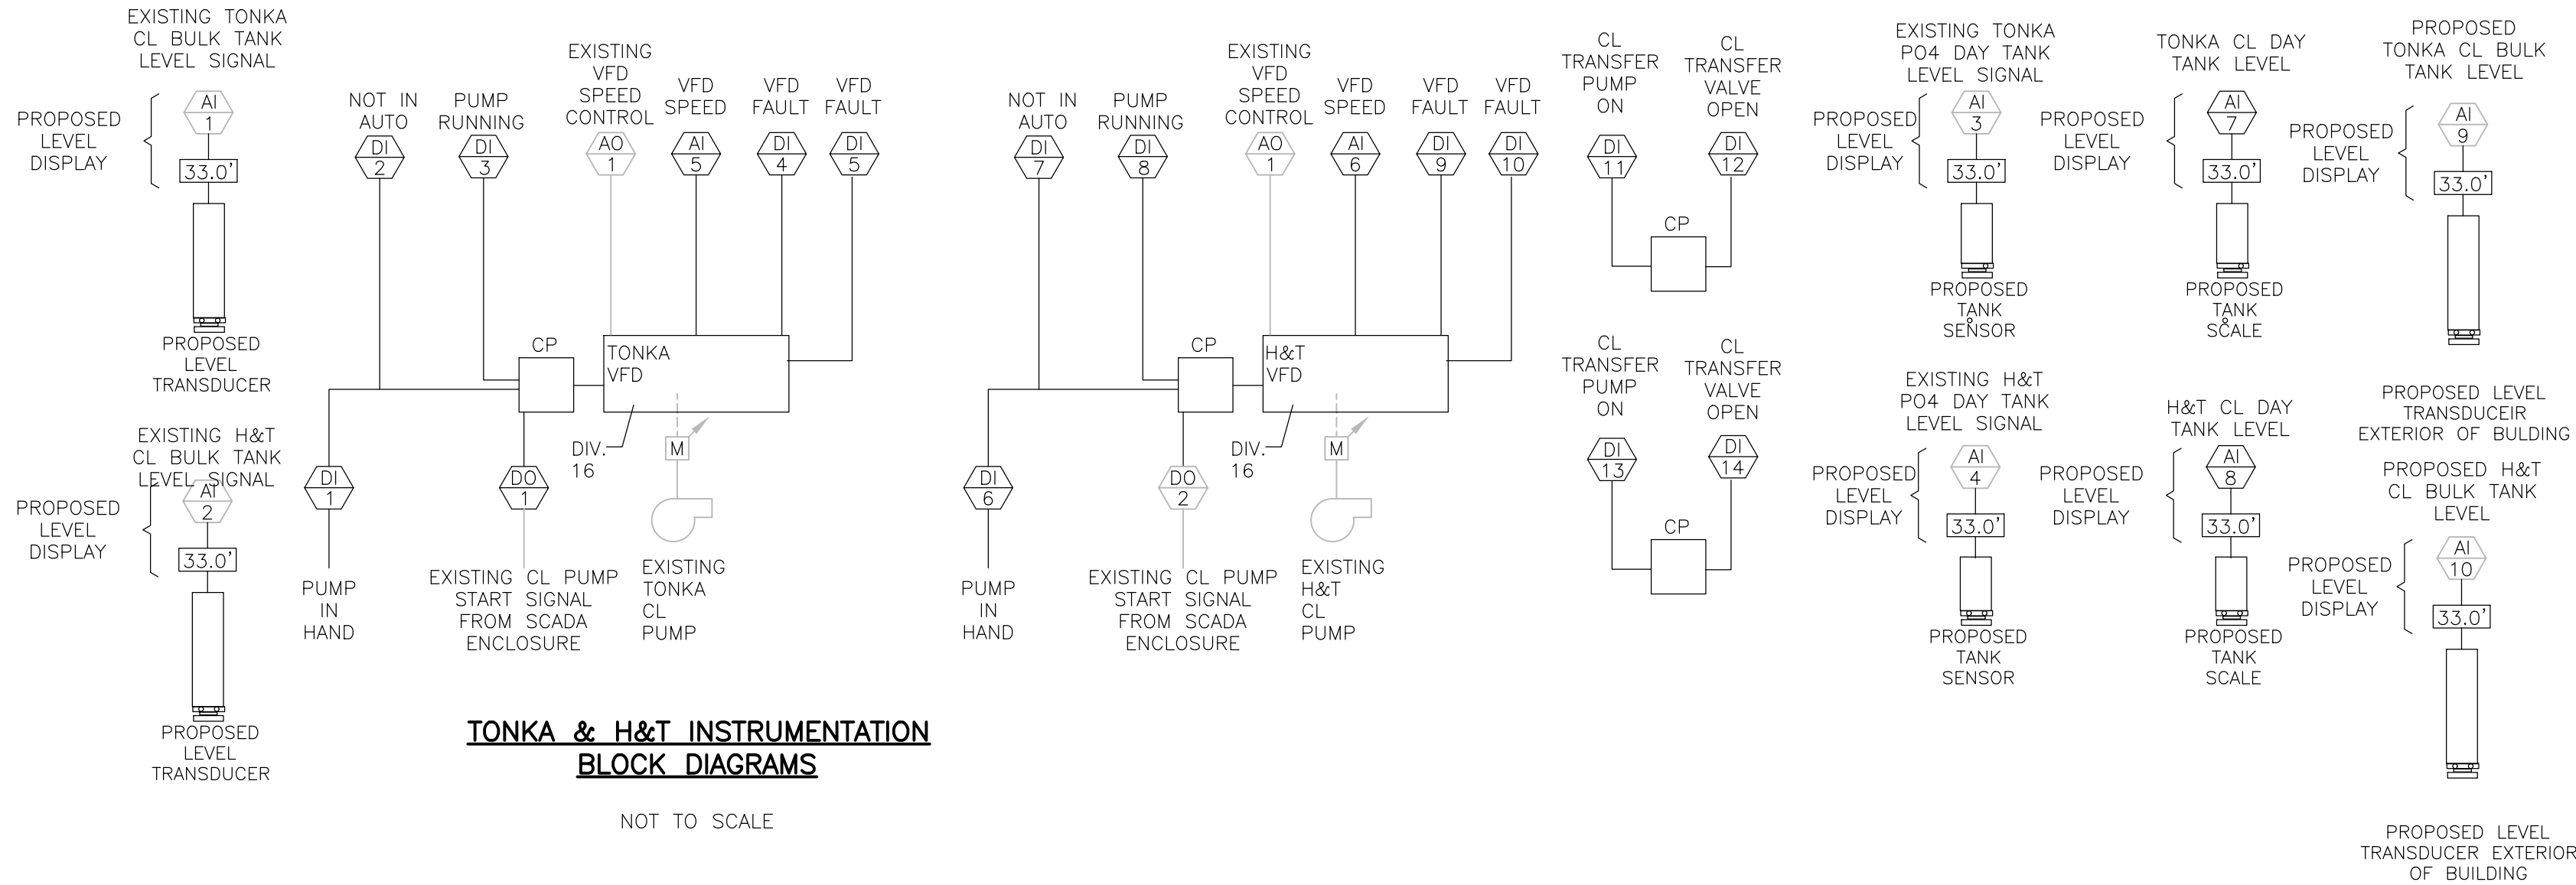 EXISTING TONKA
CL BULK TANK
LEVEL SIGNAL
AI
1
PROPOSED
LEVEL
DISPLAY
33.0'
PROPOSED
LEVEL
TRANSDUCER
EXISTING H&T
CL BULK TANK
LEVEL SIGNAL
AI
2
PROPOSED
LEVEL
DISPLAY
33.0'
PROPOSED
LEVEL
TRANSDUCER
NOT IN
AUTO
DI
2
PUMP
RUNNING
DI
3
EXISTING
VFD
SPEED
CONTROL
AO
1
VFD
SPEED
AI
5
VFD
FAULT
DI
4
VFD
FAULT
DI
5
CP
TONKA
VFD
DIV.
16
M
DI
1
PUMP
IN
HAND
DO
1
EXISTING CL PUMP
START SIGNAL
FROM SCADA
ENCLOSURE
EXISTING
TONKA
CL
PUMP
NOT IN
AUTO
DI
7
PUMP
RUNNING
DI
8
EXISTING
VFD
SPEED
CONTROL
AO
1
VFD
SPEED
AI
6
VFD
FAULT
DI
9
VFD
FAULT
DI
10
CP
H&T
VFD
DIV.
16
M
DI
6
PUMP
IN
HAND
DO
2
EXISTING CL PUMP
START SIGNAL
FROM SCADA
ENCLOSURE
EXISTING
H&T
CL
PUMP
CL
TRANSFER
PUMP
ON
DI
11
CL
TRANSFER
VALVE
OPEN
DI
12
CP
CL
TRANSFER
PUMP
ON
DI
13
CL
TRANSFER
VALVE
OPEN
DI
14
CP
EXISTING TONKA
PO4 DAY TANK
LEVEL SIGNAL
AI
3
PROPOSED
LEVEL
DISPLAY
33.0'
PROPOSED
TANK
SENSOR
EXISTING H&T
PO4 DAY TANK
LEVEL SIGNAL
AI
4
PROPOSED
LEVEL
DISPLAY
33.0'
PROPOSED
TANK
SENSOR
TONKA CL DAY
TANK LEVEL
AI
7
PROPOSED
LEVEL
DISPLAY
33.0'
PROPOSED
TANK
SCALE
H&T CL DAY
TANK LEVEL
AI
8
PROPOSED
LEVEL
DISPLAY
33.0'
PROPOSED
TANK
SCALE
PROPOSED
TONKA CL BULK
TANK LEVEL
AI
9
PROPOSED
LEVEL
DISPLAY
33.0'
PROPOSED LEVEL
TRANSDUCEIR
EXTERIOR OF BULDING
PROPOSED H&T
CL BULK TANK
LEVEL
AI
10
PROPOSED
LEVEL
DISPLAY
33.0'
PROPOSED LEVEL
TRANSDUCER EXTERIOR
OF BUILDING
TONKA & H&T INSTRUMENTATION
BLOCK DIAGRAMS
NOT TO SCALE